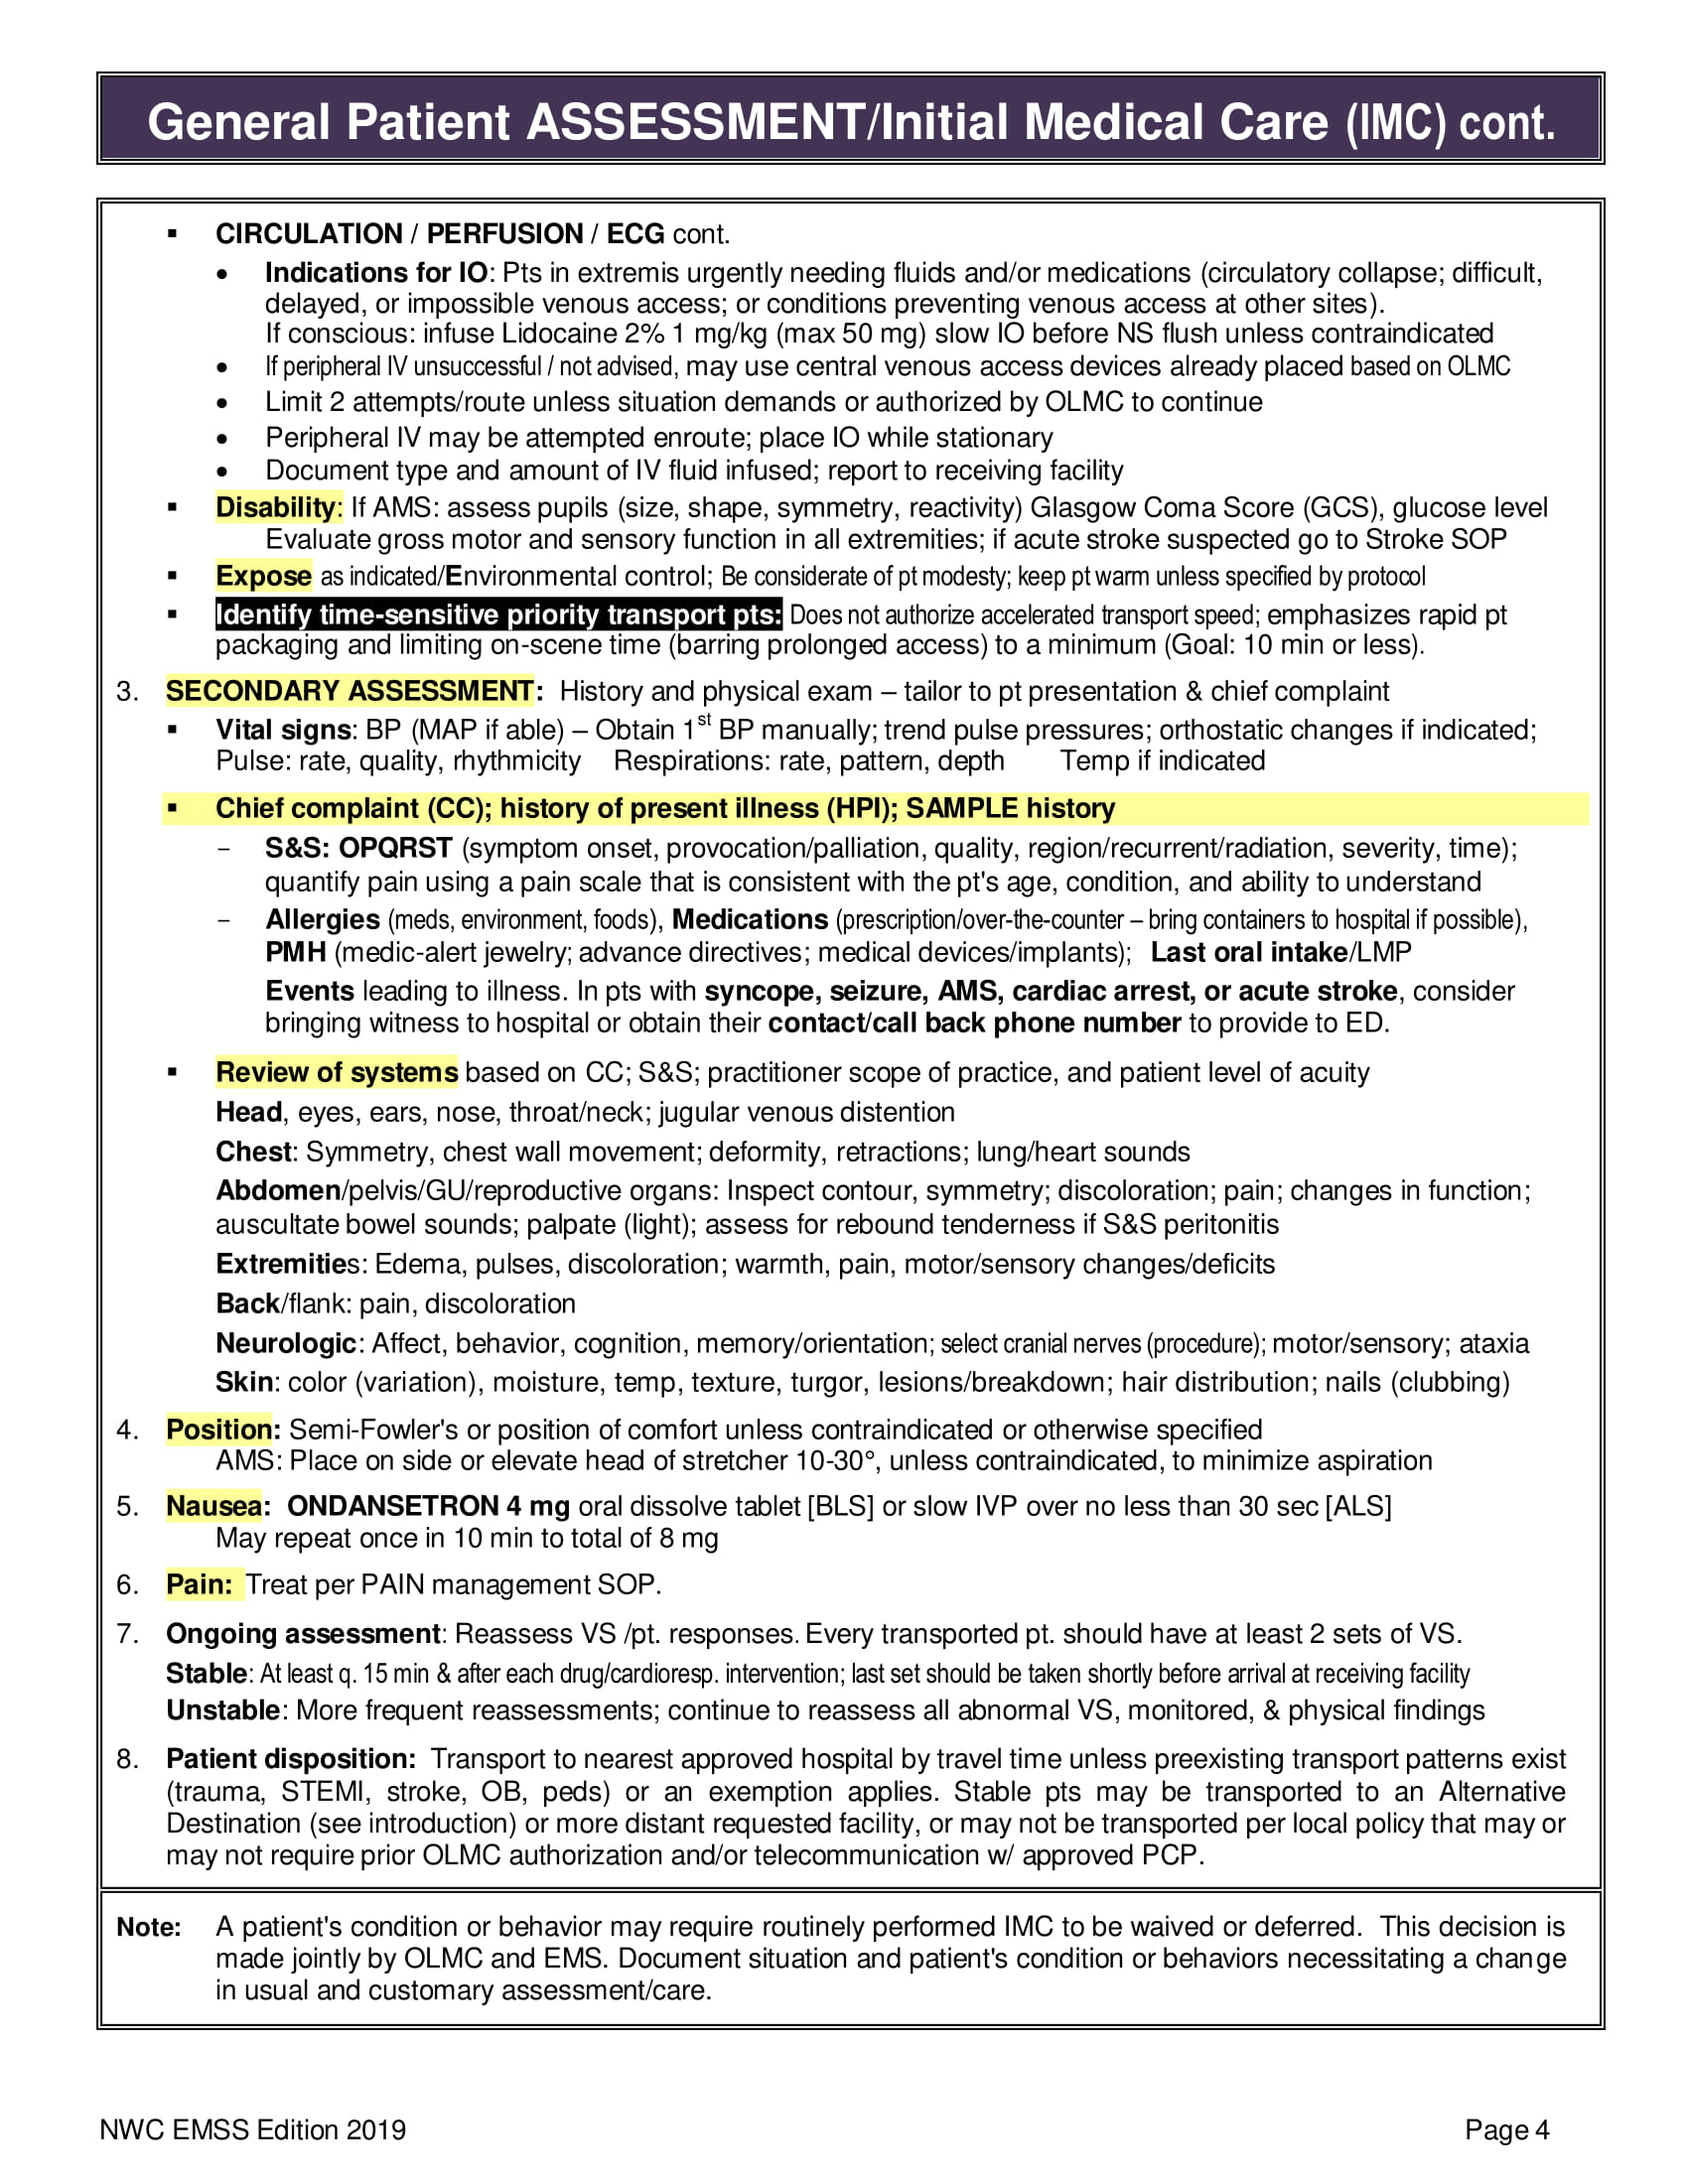 General Patient ASSESSMENT/Initial Medical Care (IMC) cont.
▪ CIRCULATION / PERFUSION / ECG cont.
• Indications for IO: Pts in extremis urgently needing fluids and/or medications (circulatory collapse; difficult,
delayed, or impossible venous access; or conditions preventing venous access at other sites).
If conscious: infuse Lidocaine 2% 1 mg/kg (max 50 mg) slow IO before NS flush unless contraindicated
• If peripheral IV unsuccessful / not advised, may use central venous access devices already placed based on OLMC
• Limit 2 attempts/route unless situation demands or authorized by OLMC to continue
• Peripheral IV may be attempted enroute; place IO while stationary
• Document type and amount of IV fluid infused; report to receiving facility
▪ Disability: If AMS: assess pupils (size, shape, symmetry, reactivity) Glasgow Coma Score (GCS), glucose level
Evaluate gross motor and sensory function in all extremities; if acute stroke suspected go to Stroke SOP
▪ Expose as indicated/Environmental control; Be considerate of pt modesty; keep pt warm unless specified by protocol
▪ Identify time-sensitive priority transport pts: Does not authorize accelerated transport speed; emphasizes rapid pt
packaging and limiting on-scene time (barring prolonged access) to a minimum (Goal: 10 min or less).
3. SECONDARY ASSESSMENT: History and physical exam – tailor to pt presentation & chief complaint
▪ Vital signs: BP (MAP if able) – Obtain 1st BP manually; trend pulse pressures; orthostatic changes if indicated;
Pulse: rate, quality, rhythmicity Respirations: rate, pattern, depth Temp if indicated
▪ Chief complaint (CC); history of present illness (HPI); SAMPLE history
– S&S: OPQRST (symptom onset, provocation/palliation, quality, region/recurrent/radiation, severity, time);
quantify pain using a pain scale that is consistent with the pt's age, condition, and ability to understand
– Allergies (meds, environment, foods), Medications (prescription/over-the-counter – bring containers to hospital if possible),
PMH (medic-alert jewelry; advance directives; medical devices/implants); Last oral intake/LMP
Events leading to illness. In pts with syncope, seizure, AMS, cardiac arrest, or acute stroke, consider
bringing witness to hospital or obtain their contact/call back phone number to provide to ED.
▪ Review of systems based on CC; S&S; practitioner scope of practice, and patient level of acuity
Head, eyes, ears, nose, throat/neck; jugular venous distention
Chest: Symmetry, chest wall movement; deformity, retractions; lung/heart sounds
Abdomen/pelvis/GU/reproductive organs: Inspect contour, symmetry; discoloration; pain; changes in function;
auscultate bowel sounds; palpate (light); assess for rebound tenderness if S&S peritonitis
Extremities: Edema, pulses, discoloration; warmth, pain, motor/sensory changes/deficits
Back/flank: pain, discoloration
Neurologic: Affect, behavior, cognition, memory/orientation; select cranial nerves (procedure); motor/sensory; ataxia
Skin: color (variation), moisture, temp, texture, turgor, lesions/breakdown; hair distribution; nails (clubbing)
4. Position: Semi-Fowler's or position of comfort unless contraindicated or otherwise specified
AMS: Place on side or elevate head of stretcher 10-30°, unless contraindicated, to minimize aspiration
5. Nausea: ONDANSETRON 4 mg oral dissolve tablet [BLS] or slow IVP over no less than 30 sec [ALS]
May repeat once in 10 min to total of 8 mg
6. Pain: Treat per PAIN management SOP.
7. Ongoing assessment: Reassess VS /pt. responses. Every transported pt. should have at least 2 sets of VS.
Stable: At least q. 15 min & after each drug/cardioresp. intervention; last set should be taken shortly before arrival at receiving facility
Unstable: More frequent reassessments; continue to reassess all abnormal VS, monitored, & physical findings
8. Patient disposition: Transport to nearest approved hospital by travel time unless preexisting transport patterns exist
(trauma, STEMI, stroke, OB, peds) or an exemption applies. Stable pts may be transported to an Alternative
Destination (see introduction) or more distant requested facility, or may not be transported per local policy that may or
may not require prior OLMC authorization and/or telecommunication w/ approved PCP.
Note: A patient's condition or behavior may require routinely performed IMC to be waived or deferred. This decision is
made jointly by OLMC and EMS. Document situation and patient's condition or behaviors necessitating a change
in usual and customary assessment/care.
NWC EMSS Edition 2019 Page 4